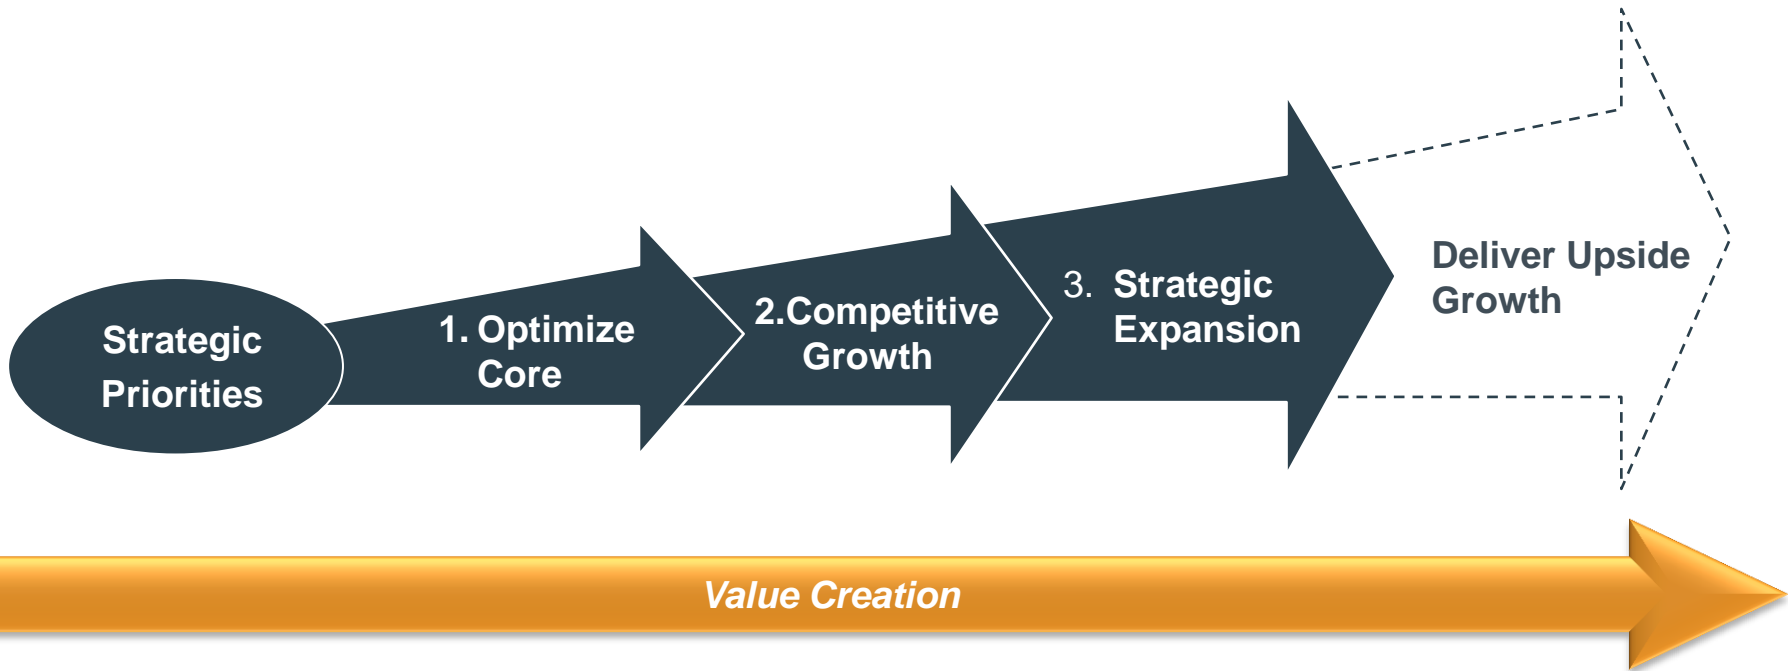 Strategic
Priorities
1. Optimize
Core
2.Competitive
Growth
3. Strategic
Expansion
Deliver Upside
Growth
Value Creation